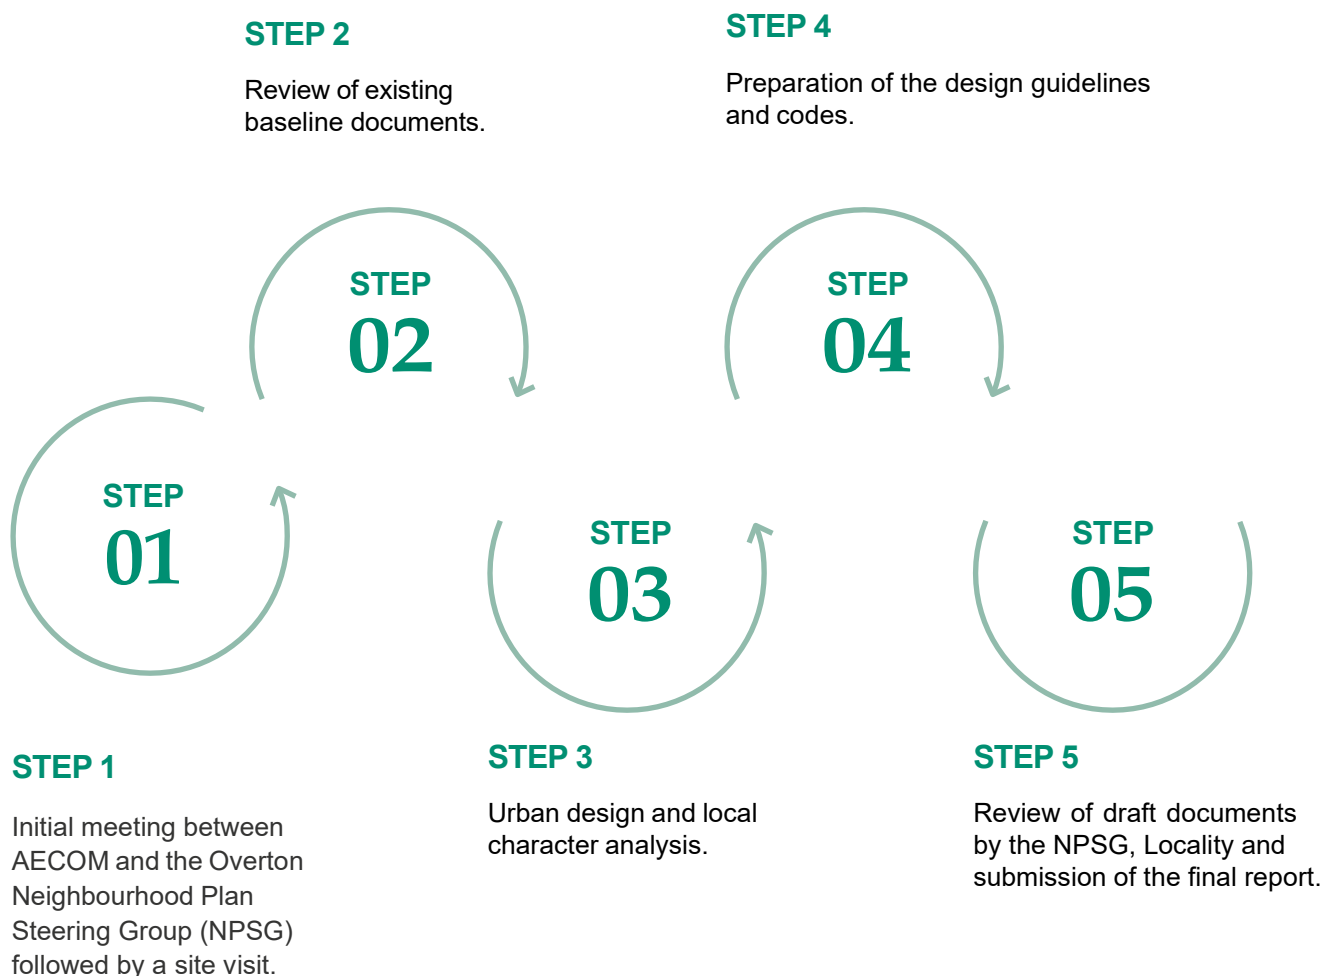 STEP 2
Review of existing
baseline documents.
STEP 4
Preparation of the design guidelines
and codes.
STEP
02
STEP
04
STEP
01
STEP
03
STEP
05
STEP 1
Initial meeting between
AECOM and the Overton
Neighbourhood Plan
Steering Group (NPSG)
followed by a site visit.
STEP 3
Urban design and local
character analysis.
STEP 5
Review of draft documents
by the NPSG, Locality and
submission of the final report.